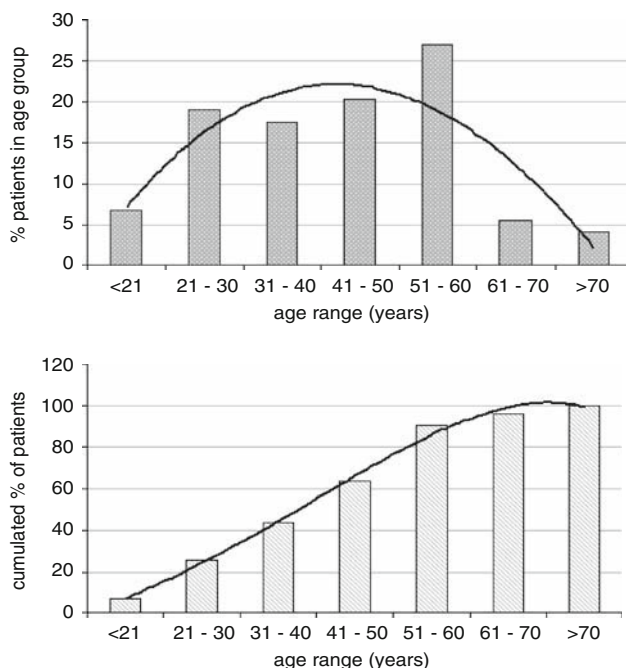 30
25
20
15
10
5
0
% patients in age group
<21 21 - 30 31 - 40 41 - 50 51 - 60 61 - 70 >70
age range (years)
120
100
80
60
40
20
0
cumulated % of patients
<21 21 - 30 31 - 40 41 - 50 51 - 60 61 - 70 >70
age range (years)